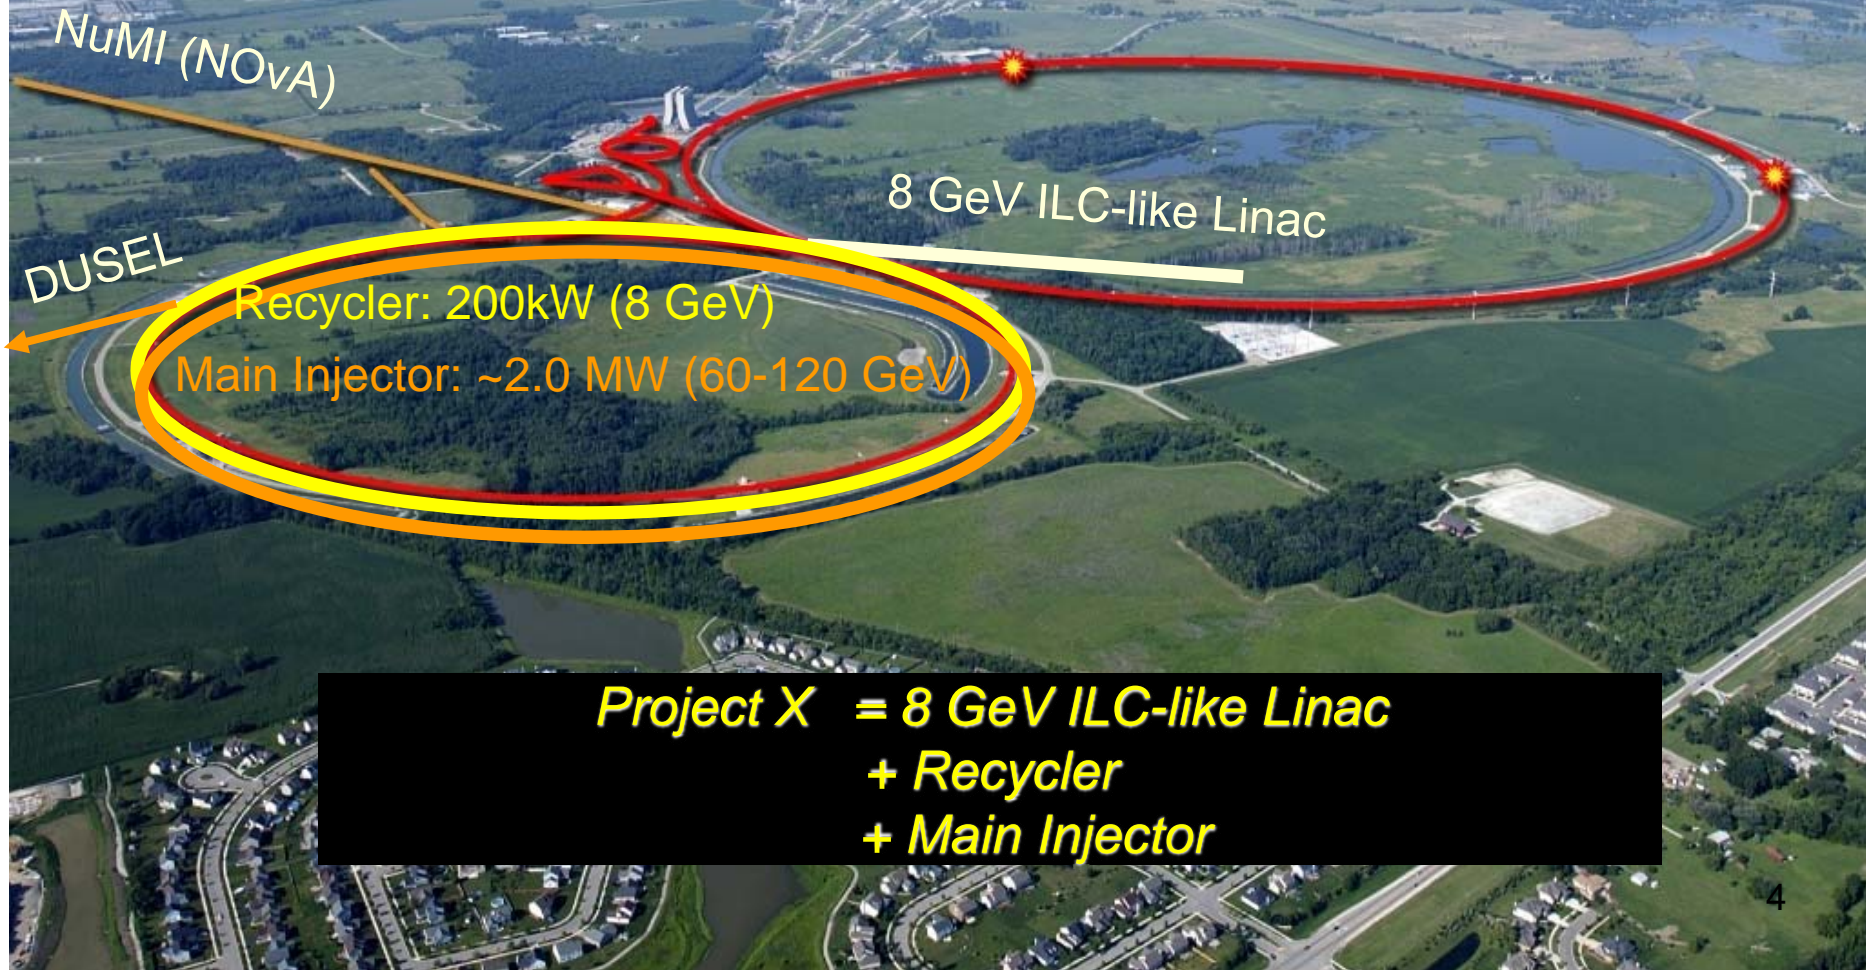 NuMI (NOvA)
8 GeV ILC-like Linac
DUSEL
Recycler: 200kW (8 GeV)
Main Injector: ~2.0 MW (60-120 GeV)
Project X = 8 GeV ILC-like Linac
+ Recycler
+ Main Injector
4